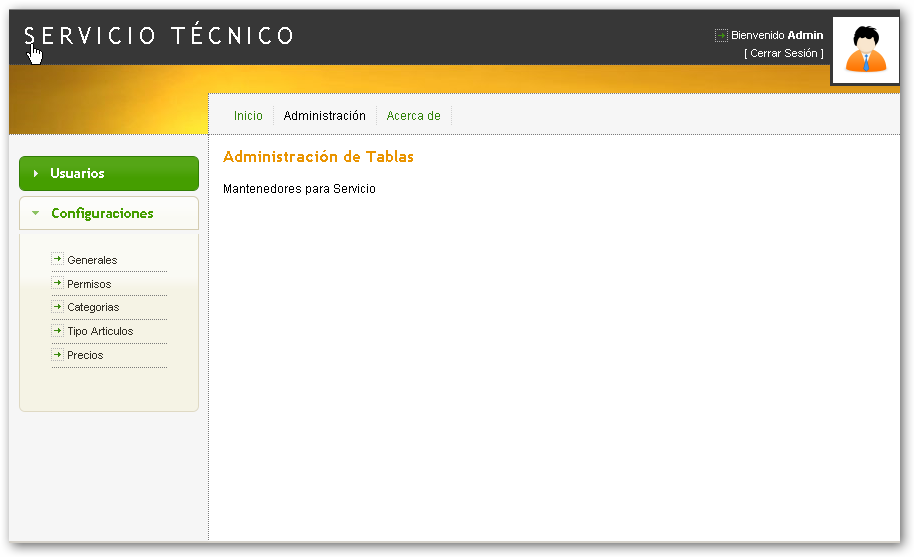 SERVICIO TÉCNICO
Bienvenido Admin
[ Cerrar Sesión ]
Inicio Administración Acerca de
Usuarios
Configuraciones
Generales
Permisos
Categorias
Tipo Articulos
Precios
Administración de Tablas
Mantenedores para Servicio